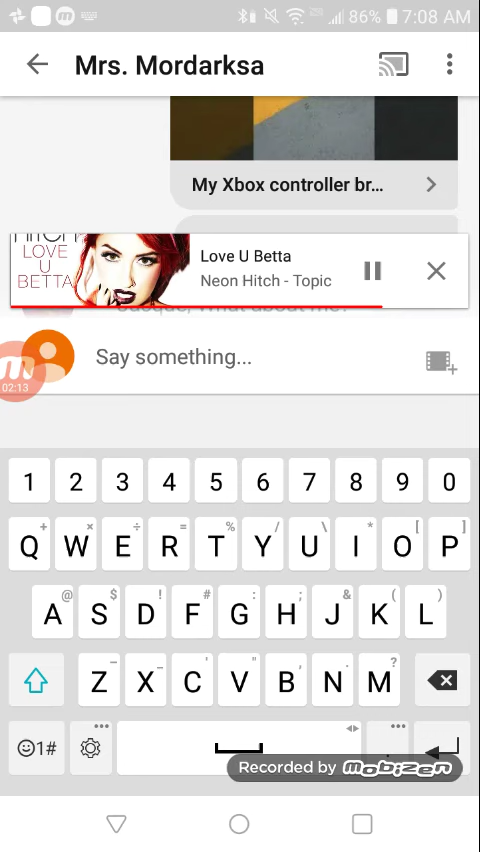 86% 7:08 AM
Mrs. Mordarksa
My Xbox controller br...
HITCH
LOVE
U
BETTA
Love U Betta
Neon Hitch - Topic
Say something...
02:13
1 2 3 4 5 6 7 8 9 0
+ × ÷ = % / \ * [ ]
Q W E R T Y U I O P
@ $ ! # : ; & ( )
A S D F G H J K L
– _ ' " , . ?
Z X C V B N M
1#
Recorded by mobizen